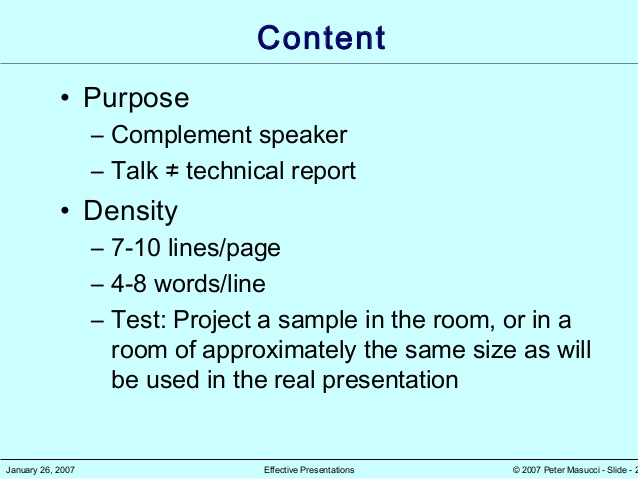 Content
• Purpose
– Complement speaker
– Talk ≠ technical report
• Density
– 7-10 lines/page
– 4-8 words/line
– Test: Project a sample in the room, or in a
room of approximately the same size as will
be used in the real presentation
January 26, 2007
Effective Presentations
© 2007 Peter Masucci - Slide - 2